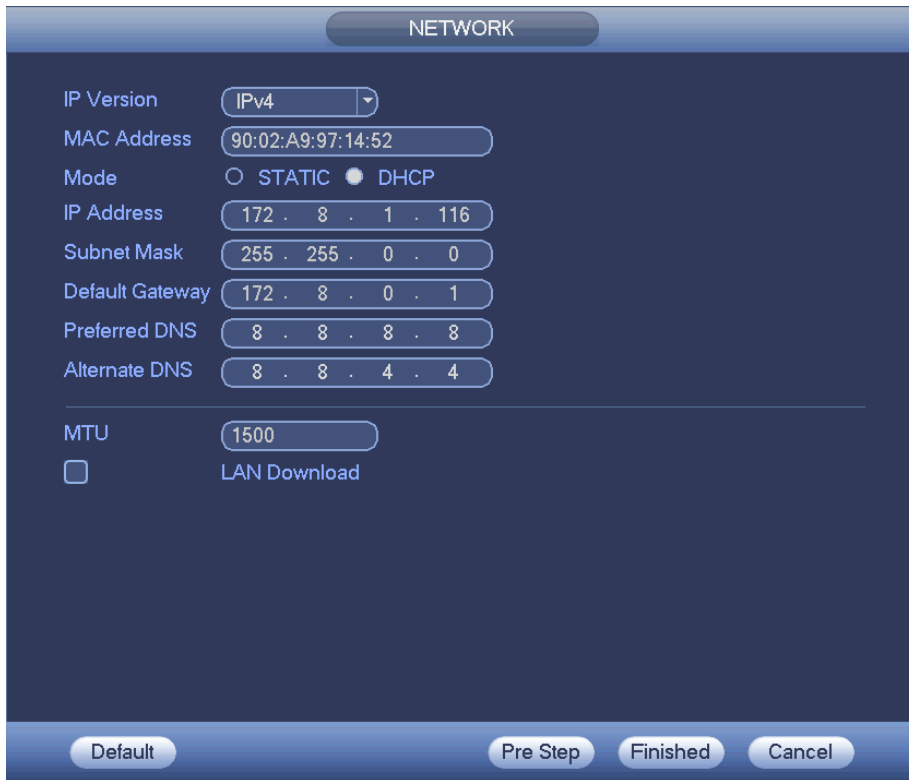 NETWORK
IP Version IPv4
MAC Address 90:02:A9:97:14:52
Mode STATIC DHCP
IP Address 172 . 8 . 1 . 116
Subnet Mask 255 . 255 . 0 . 0
Default Gateway 172 . 8 . 0 . 1
Preferred DNS 8 . 8 . 8 . 8
Alternate DNS 8 . 8 . 4 . 4
MTU 1500
LAN Download
Default Pre Step Finished Cancel